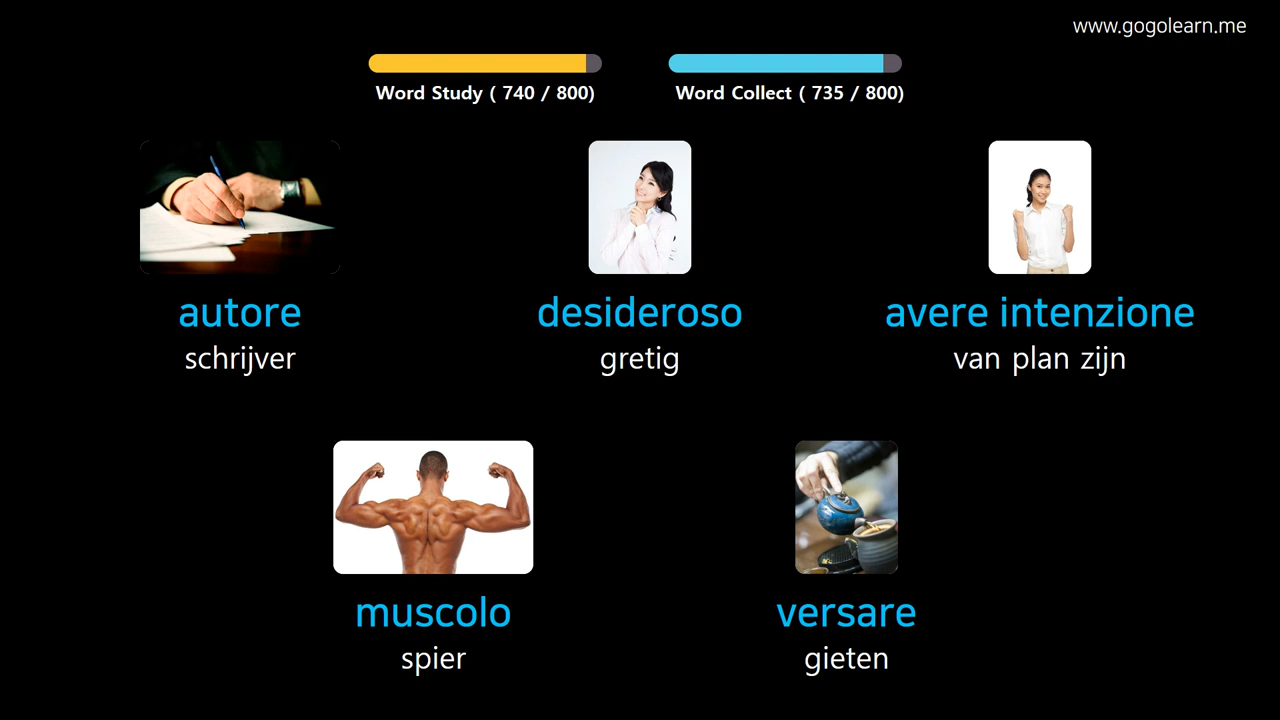 www.gogolearn.me
Word Study ( 740 / 800)
Word Collect ( 735 / 800)
autore
schrijver
desideroso
gretig
avere intenzione
van plan zijn
muscolo
spier
versare
gieten